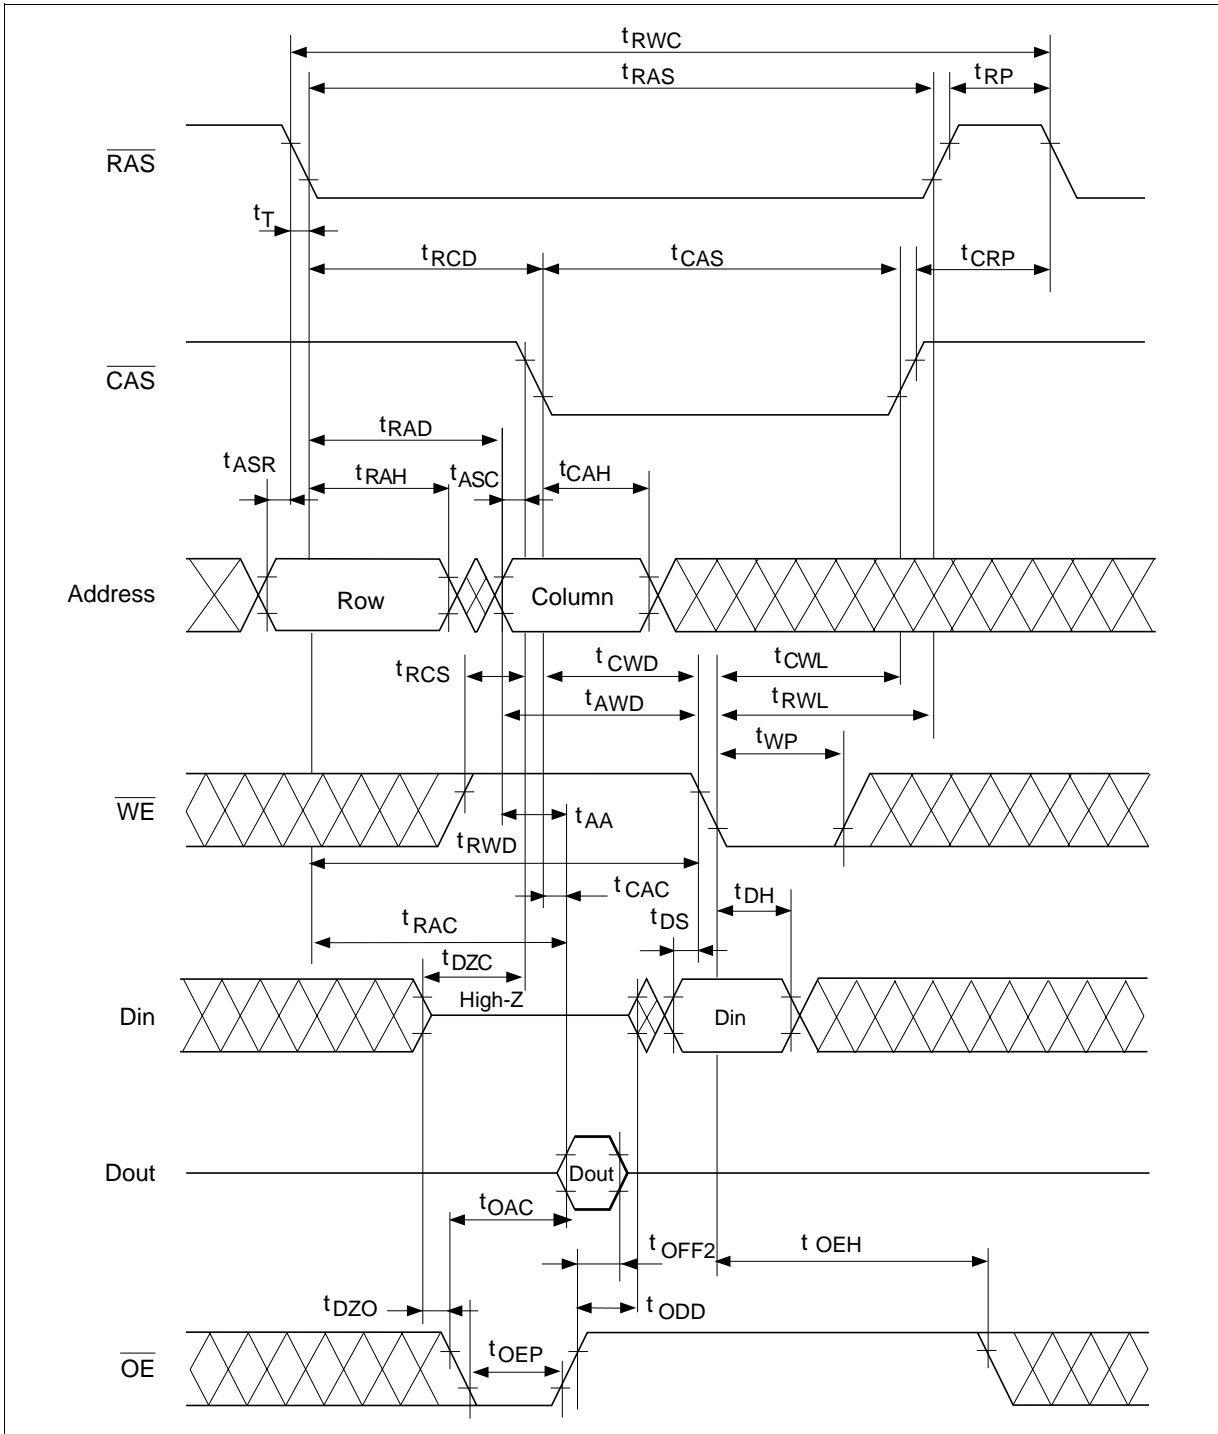 tRWC
tRAS
tRP
RAS
tT
tRCD
tCAS
tCRP
CAS
tRAD
tASR
tRAH
tASC
tCAH
Address
Row
Column
tRCS
tCWD
tCWL
tAWD
tRWL
tWP
WE
tAA
tRWD
tCAC
tDH
tDS
tRAC
tDZC
High-Z
Din
Din
Dout
Dout
tOAC
tOFF2
tOEH
tDZO
tODD
tOEP
OE